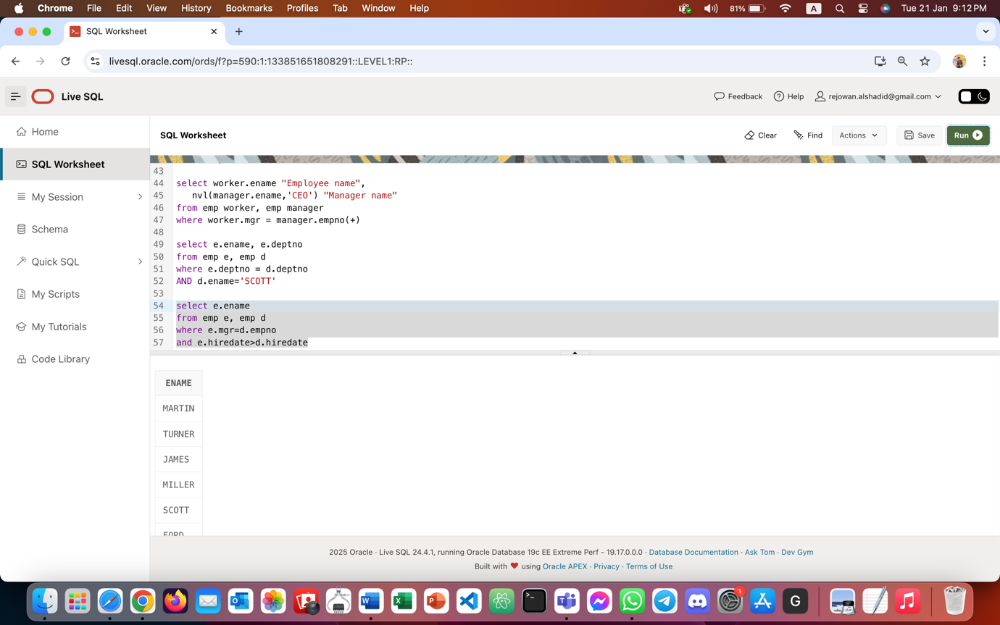 Chrome File Edit View History Bookmarks Profiles Tab Window Help 81% A Tue 21 Jan 9:12 PM
SQL Worksheet
livesql.oracle.com/ords/f?p=590:1:133851651808291::LEVEL1:RP::
Live SQL Feedback Help rejowan.alshadid@gmail.com
Home
SQL Worksheet
My Session
Schema
Quick SQL
My Scripts
My Tutorials
Code Library
SQL Worksheet Clear Find Actions Save Run
43
44 select worker.ename "Employee name",
45 nvl(manager.ename,'CEO') "Manager name"
46 from emp worker, emp manager
47 where worker.mgr = manager.empno(+)
48
49 select e.ename, e.deptno
50 from emp e, emp d
51 where e.deptno = d.deptno
52 AND d.ename='SCOTT'
53
54 select e.ename
55 from emp e, emp d
56 where e.mgr=d.empno
57 and e.hiredate>d.hiredate
ENAME
MARTIN
TURNER
JAMES
MILLER
SCOTT
FORD
2025 Oracle · Live SQL 24.4.1, running Oracle Database 19c EE Extreme Perf - 19.17.0.0.0 · Database Documentation · Ask Tom · Dev Gym
Built with ❤ using Oracle APEX · Privacy · Terms of Use
W X P G 1